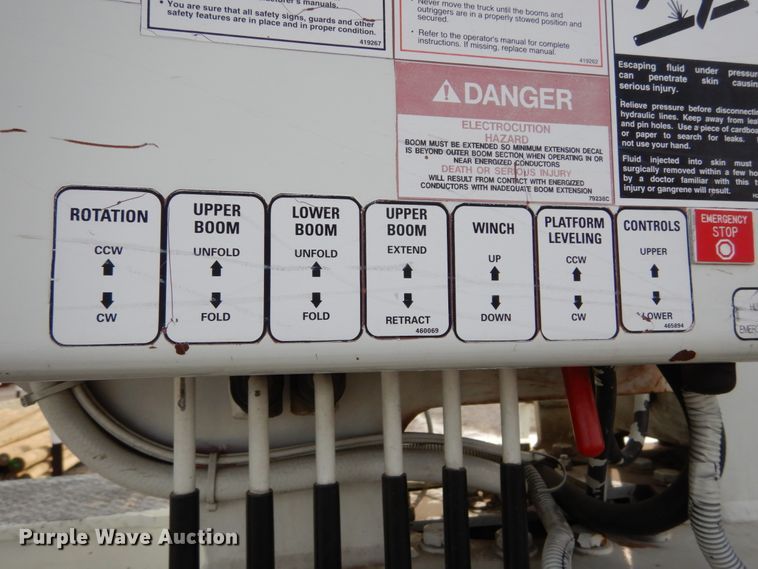 • You are sure that all safety signs, guards and other
safety features are in place and in proper condition.
419267
Never move the truck until the booms and
outriggers are in a properly stowed position and
secured.
• Refer to the operator's manual for complete
instructions. If missing, replace manual.
419262
DANGER
ELECTROCUTION
HAZARD
BOOM MUST BE EXTENDED SO MINIMUM EXTENSION DECAL
IS BEYOND OUTER BOOM SECTION WHEN OPERATING IN OR
NEAR ENERGIZED CONDUCTORS
DEATH OR SERIOUS INJURY
WILL RESULT FROM CONTACT WITH ENERGIZED
CONDUCTORS WITH INADEQUATE BOOM EXTENSION
79238C
Escaping fluid under pressure
can penetrate skin causing
serious injury.
Relieve pressure before disconnecting
hydraulic lines. Keep away from leaks
and pin holes. Use a piece of cardboard
or paper to search for leaks. Do
not use your hand.
Fluid injected into skin must
surgically removed within a few hou
by a doctor familiar with this t
injury or gangrene will result.
ROTATION
CCW
CW
UPPER
BOOM
UNFOLD
FOLD
LOWER
BOOM
UNFOLD
FOLD
UPPER
BOOM
EXTEND
RETRACT
460069
WINCH
UP
DOWN
PLATFORM
LEVELING
CCW
CW
CONTROLS
UPPER
LOWER
465894
EMERGENCY
STOP
EMER
Purple Wave Auction